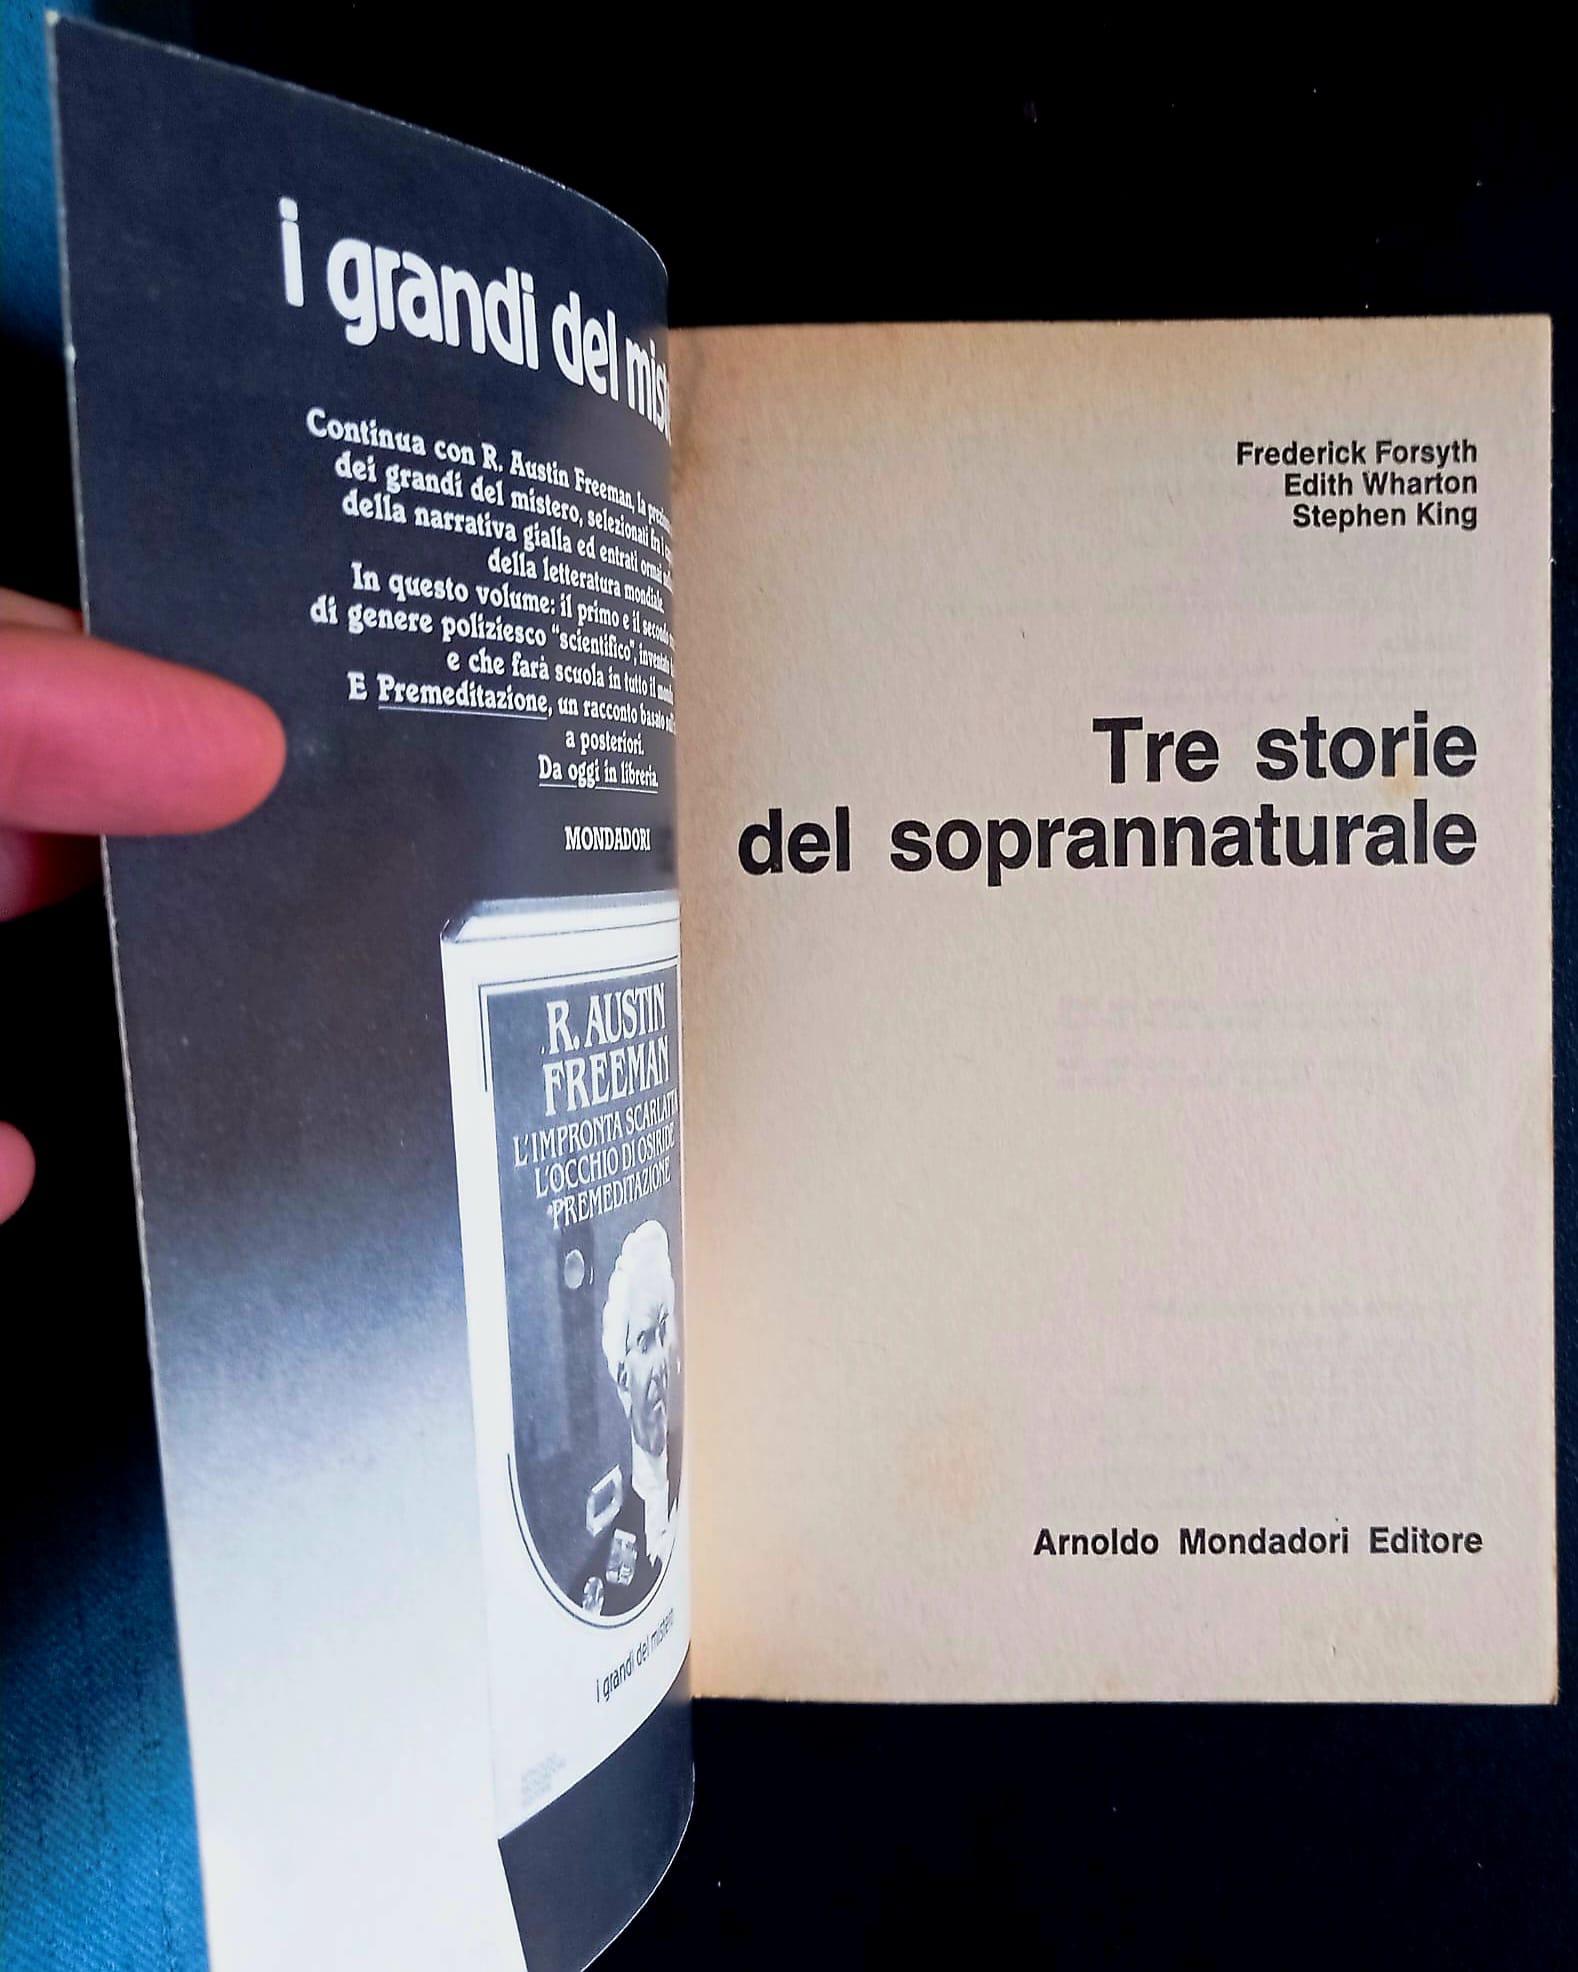 i grandi del
Continua con R. Austin Freeman, la
dei grandi del mistero, selezionati fra i
della narrativa gialla ed entrati ormai
della letteratura mondiale.
In questo volume: il primo e il secondo
di genere poliziesco "scientifico",
e che farà scuola in tutto il
E Premeditazione, un racconto basato
a posteriori.
Da oggi in libreria.
MONDADORI
R. AUSTIN
FREEMAN
L'IMPRONTA SCARLATTA
L'OCCHIO DI OSIRIDE
PREMEDITAZIONE
i grandi del mistero
Frederick Forsyth
Edith Wharton
Stephen King
Tre storie
del soprannaturale
Arnoldo Mondadori Editore